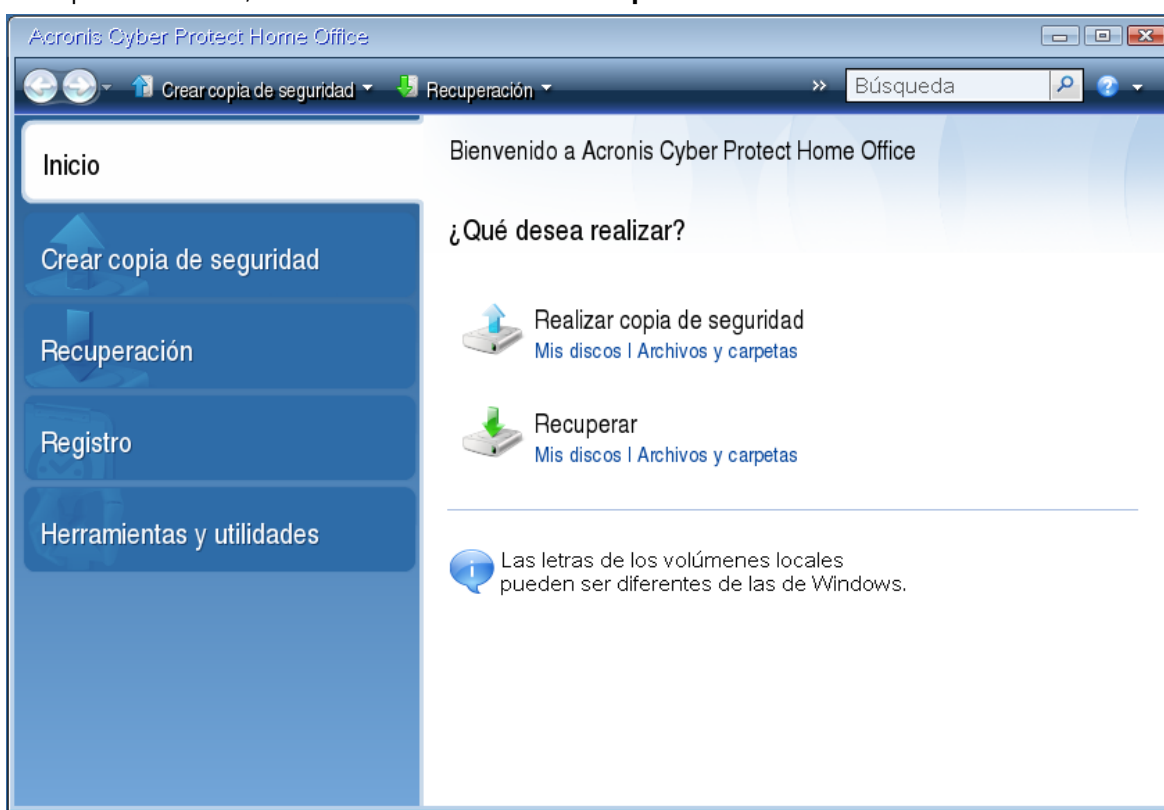 Acronis Cyber Protect Home Office
Crear copia de seguridad
Recuperación
»
Búsqueda
Inicio
Crear copia de seguridad
Recuperación
Registro
Herramientas y utilidades
Bienvenido a Acronis Cyber Protect Home Office
¿Qué desea realizar?
Realizar copia de seguridad
Mis discos | Archivos y carpetas
Recuperar
Mis discos | Archivos y carpetas
Las letras de los volúmenes locales
pueden ser diferentes de las de Windows.